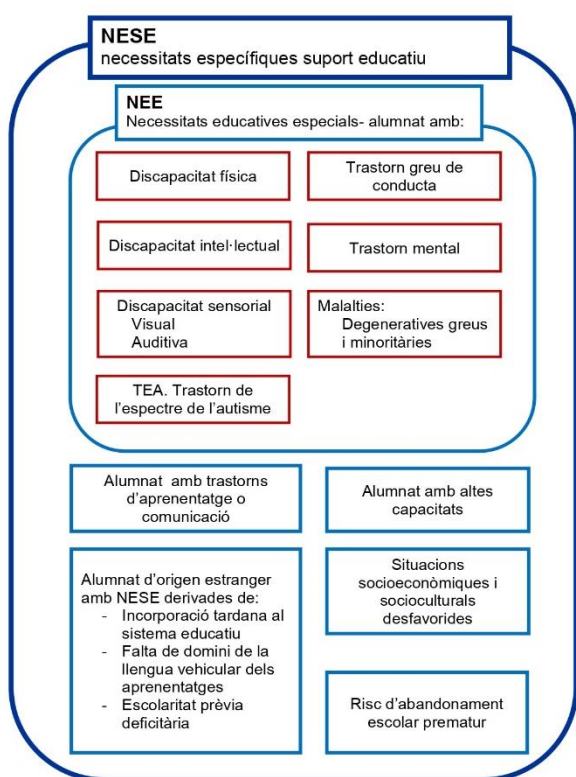 NESE
necessitats específiques suport educatiu
NEE
Necessitats educatives especials- alumnat amb:
Discapacitat física
Trastorn greu de
conducta
Discapacitat intel·lectual
Trastorn mental
Discapacitat sensorial
Visual
Auditiva
Malalties:
Degeneratives greus
i minoritàries
TEA. Trastorn de
l'espectre de l'autisme
Alumnat amb trastorns
d'aprenentatge o
comunicació
Alumnat amb altes
capacitats
Alumnat d'origen estranger
amb NESE derivades de:
- Incorporació tardana al
sistema educatiu
- Falta de domini de la
llengua vehicular dels
aprenentatges
- Escolaritat prèvia
deficitària
Situacions
socioeconòmiques i
socioculturals
desfavorides
Risc d'abandonament
escolar prematur